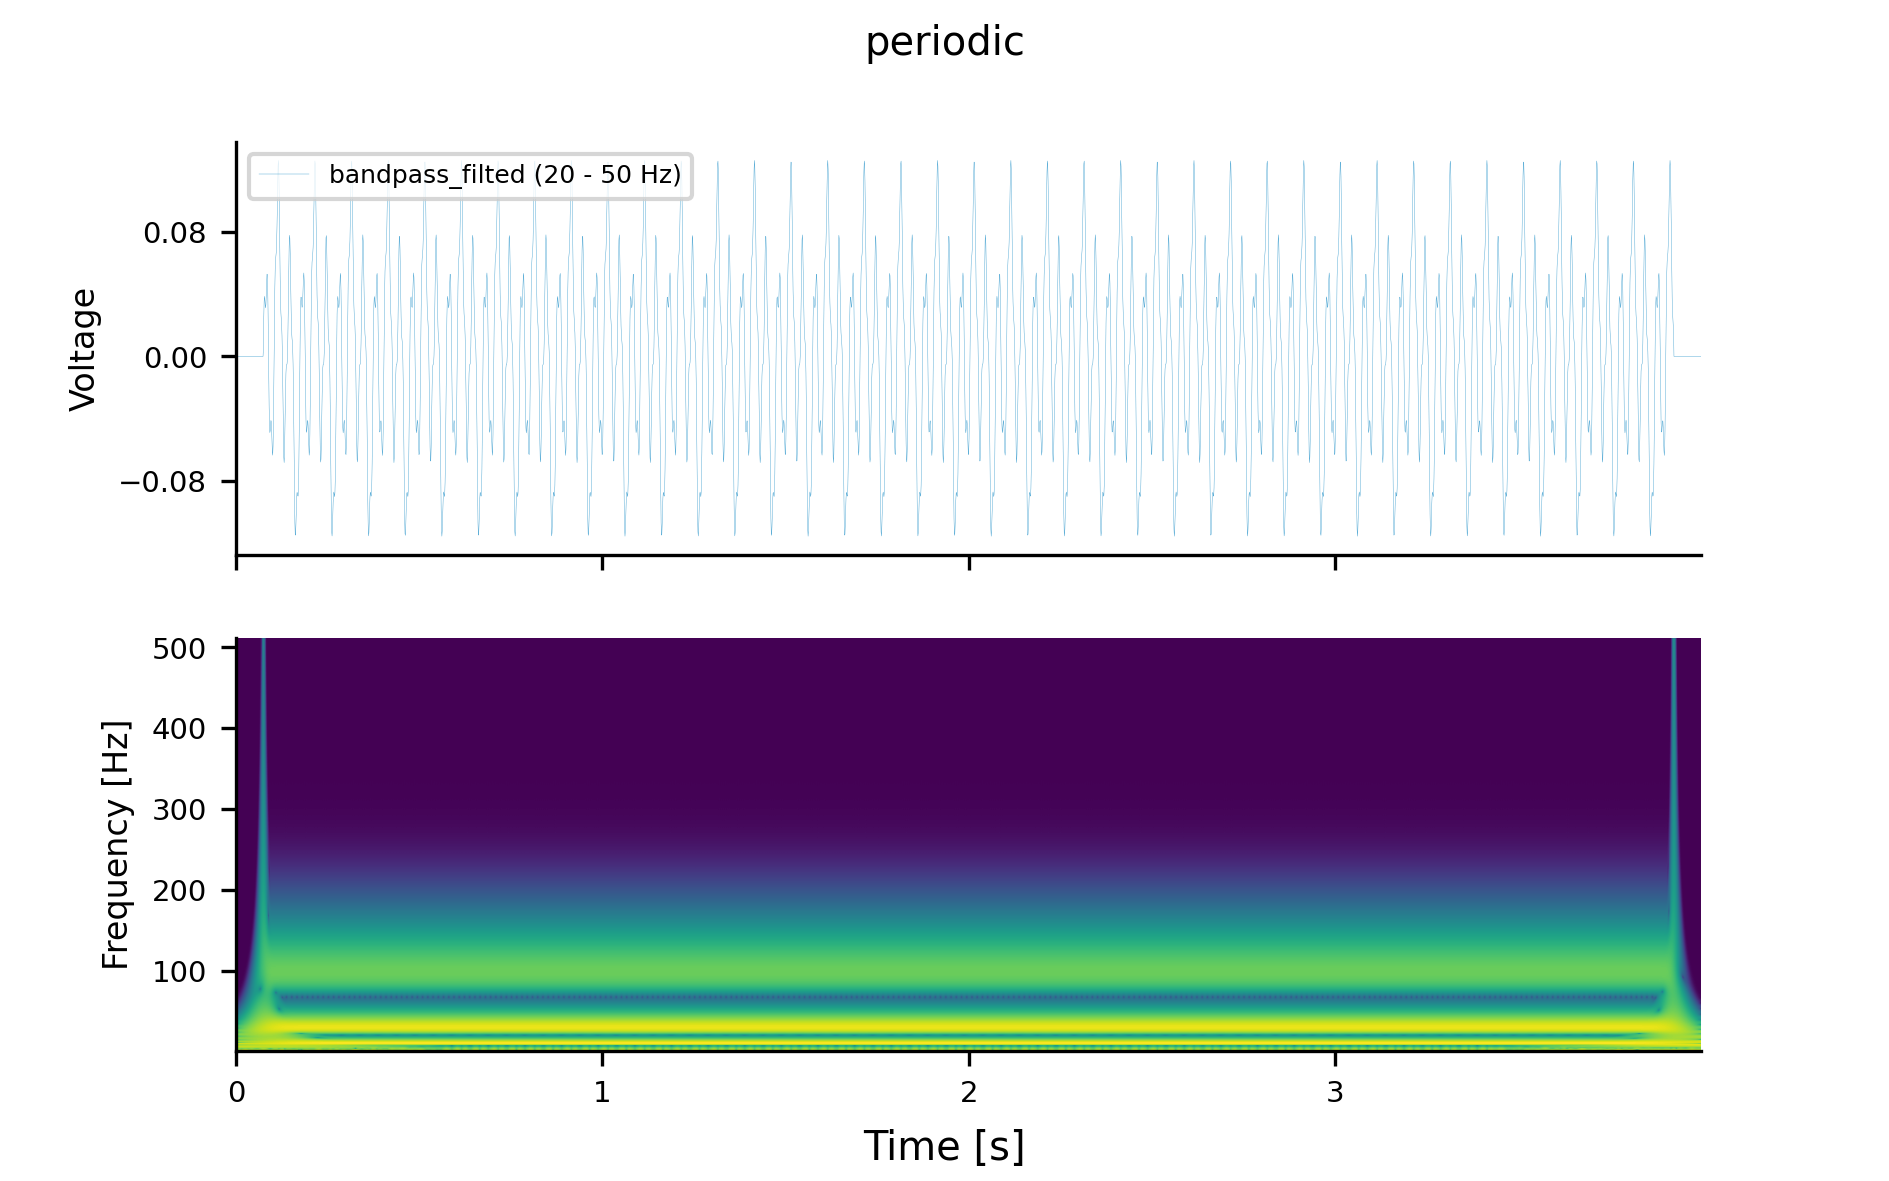 periodic
bandpass_filted (20 - 50 Hz)
0.08
0.00
−0.08
Voltage
500
400
300
200
100
Frequency [Hz]
0 1 2 3
Time [s]